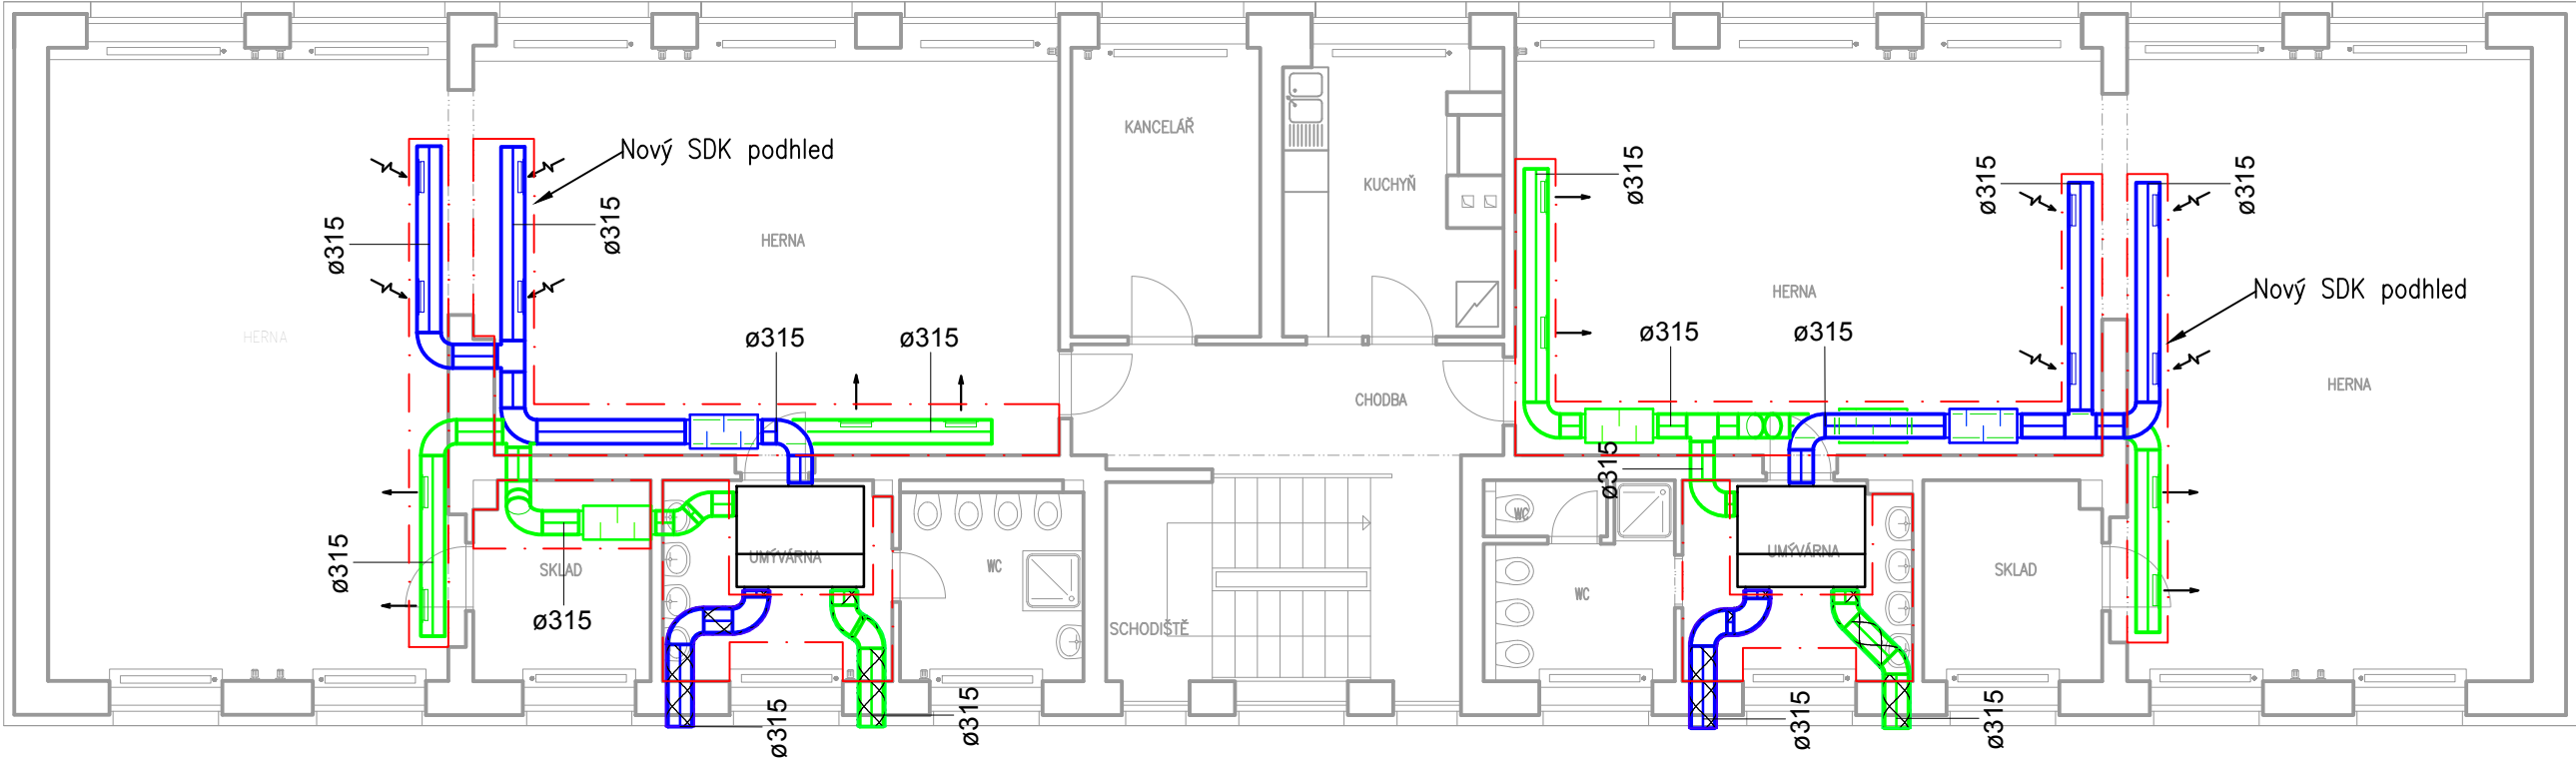 KANCELÁŘ
Nový SDK podhled
KUCHYŇ
ø315
ø315
ø315
ø315
ø315
HERNA
HERNA
Nový SDK podhled
HERNA
ø315
ø315
ø315
ø315
HERNA
CHODBA
ø315
ø315
WC
UMÝVÁRNA
UMÝVÁRNA
SKLAD
WC
SKLAD
WC
ø315
SCHODIŠTĚ
ø315
ø315
ø315
ø315